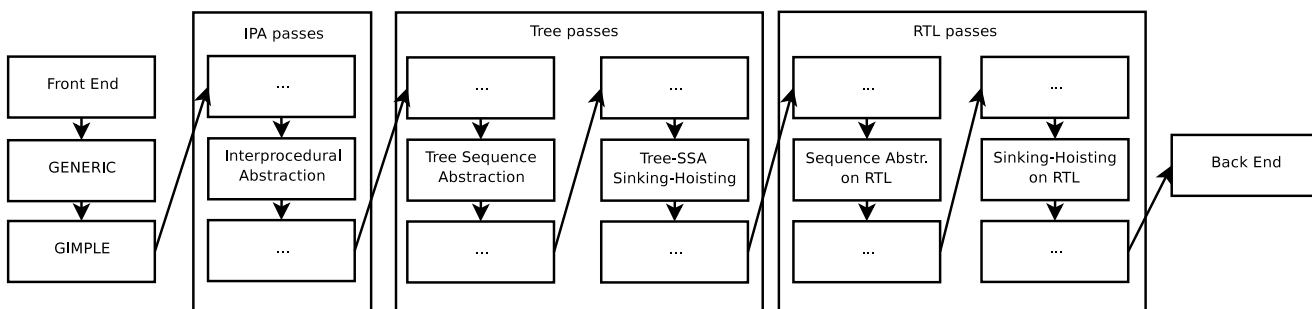 IPA passes
Tree passes
RTL passes
Front End
GENERIC
GIMPLE
...
Interprocedural
Abstraction
...
...
Tree Sequence
Abstraction
...
...
Tree-SSA
Sinking-Hoisting
...
...
Sequence Abstr.
on RTL
...
...
Sinking-Hoisting
on RTL
...
Back End